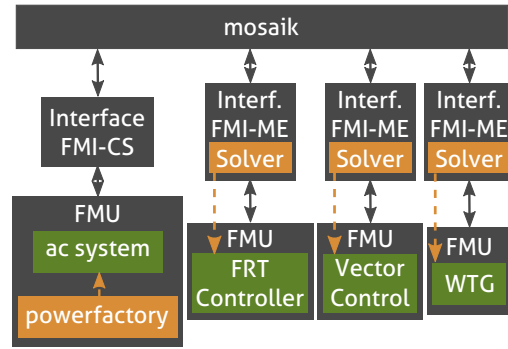 mosaik
Interface
FMI-CS
Interf.
FMI-ME
Solver
Interf.
FMI-ME
Solver
Interf.
FMI-ME
Solver
FMU
ac system
powerfactory
FMU
FRT
Controller
FMU
Vector
Control
FMU
WTG